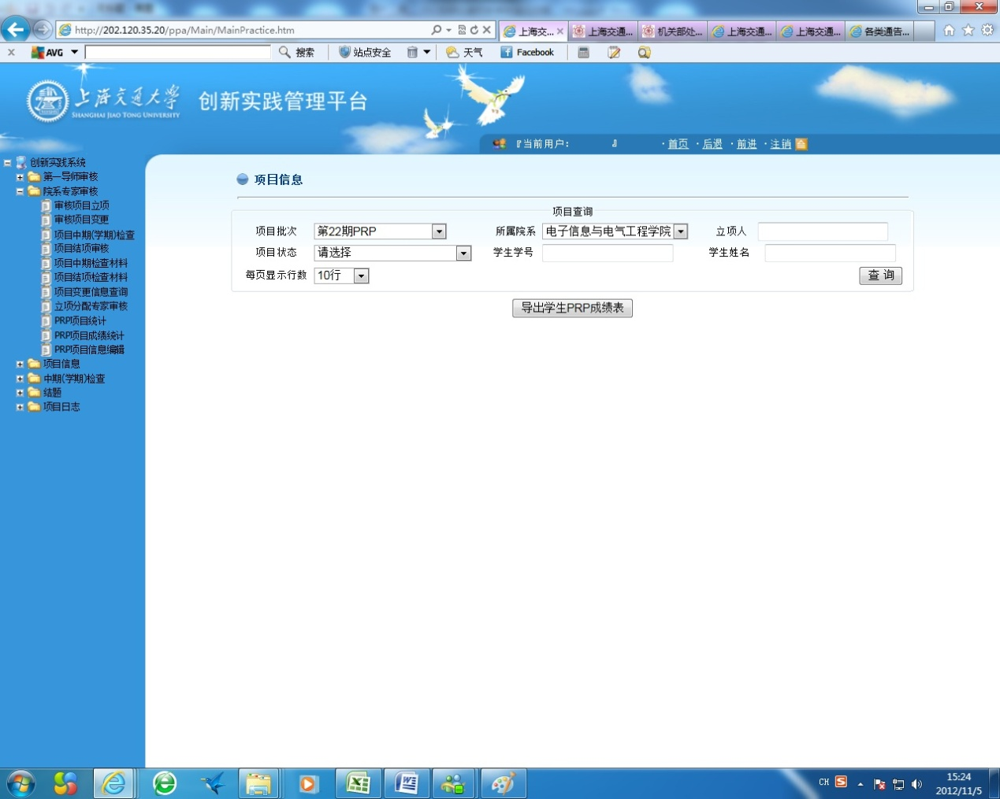 http://202.120.35.20/ppa/Main/MainPractice.htm
上海交...
上海交通...
机关部处...
上海交通...
上海交通...
各类通告...
AVG
搜索
站点安全
天气
Facebook
上海交通大学
SHANGHAI JIAO TONG UNIVERSITY
创新实践管理平台
『当前用户: 』
·首页 ·后退 ·前进 ·注销
创新实践系统
第一导师审核
院系专家审核
审核项目立项
审核项目变更
项目中期(学期)检查
项目结项审核
项目中期检查材料
项目结项检查材料
项目变更信息查询
立项分配专家审核
PRP项目统计
PRP项目成绩统计
PRP项目信息编辑
项目信息
中期(学期)检查
结题
项目日志
项目信息
项目查询
项目批次 第22期PRP 所属院系 电子信息与电气工程学院 立项人
项目状态 请选择 学生学号 学生姓名
每页显示行数 10行 查 询
导出学生PRP成绩表
CH
15:24
2012/11/5